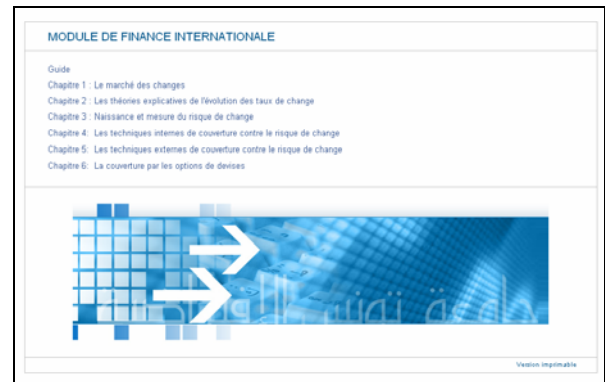 MODULE DE FINANCE INTERNATIONALE
Guide
Chapitre 1 : Le marché des changes
Chapitre 2 : Les théories explicatives de l'évolution des taux de change
Chapitre 3 : Naissance et mesure du risque de change
Chapitre 4: Les techniques internes de couverture contre le risque de change
Chapitre 5: Les techniques externes de couverture contre le risque de change
Chapitre 6: La couverture par les options de devises
جامعة تونس الافتراضية
Version imprimable